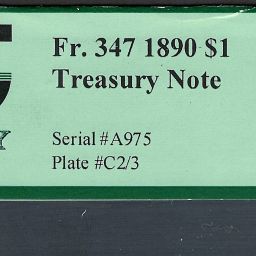 Fr. 347 1890 $1
Treasury Note
Serial #A975
Plate #C2/3